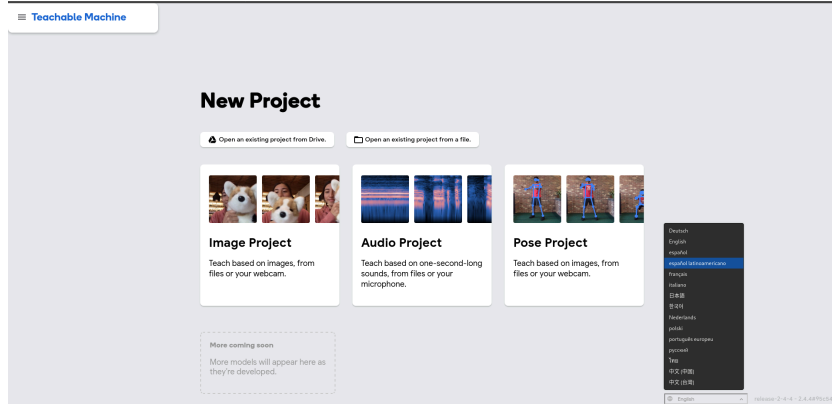 Teachable Machine
New Project
Open an existing project from Drive.
Open an existing project from a file.
Image Project
Teach based on images, from
files or your webcam.
Audio Project
Teach based on one-second-long
sounds, from files or your
microphone.
Pose Project
Teach based on images, from
files or your webcam.
More coming soon
More models will appear here as
they're developed.
Deutsch
English
español
español latinoamericano
français
italiano
日本語
한국어
Nederlands
polski
português europeu
русский
ไทย
中文 (中国)
中文 (台灣)
English
release